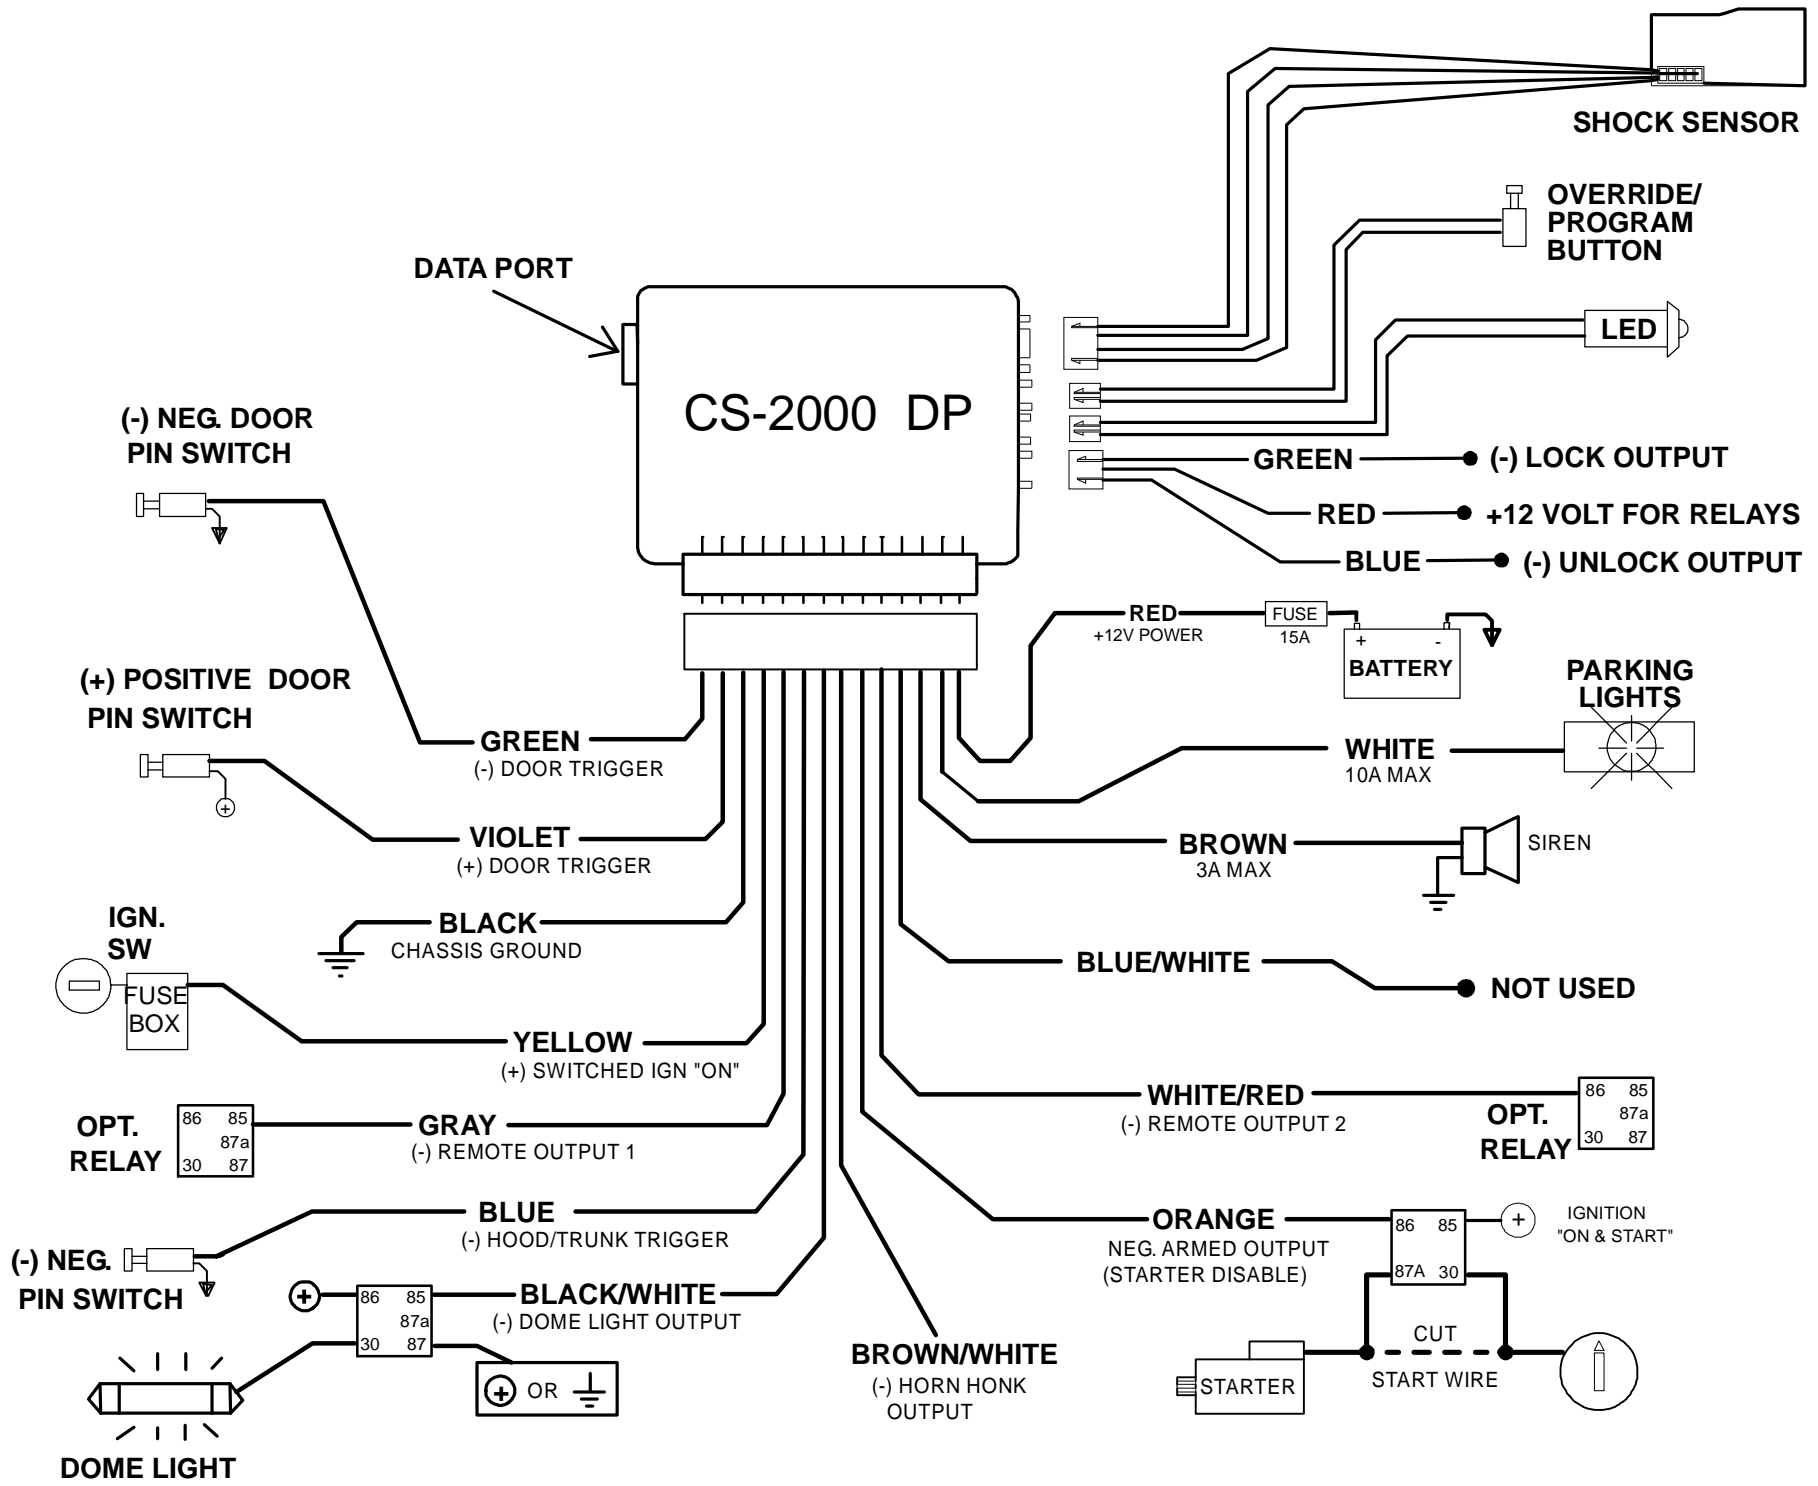 SHOCK SENSOR
OVERRIDE/
PROGRAM
BUTTON
DATA PORT
LED
CS-2000 DP
(-) NEG. DOOR
PIN SWITCH
GREEN
(-) LOCK OUTPUT
RED
+12 VOLT FOR RELAYS
BLUE
(-) UNLOCK OUTPUT
RED
+12V POWER
FUSE
15A
+ -
BATTERY
PARKING
LIGHTS
(+) POSITIVE DOOR
PIN SWITCH
GREEN
(-) DOOR TRIGGER
WHITE
10A MAX
+
VIOLET
(+) DOOR TRIGGER
BROWN
3A MAX
SIREN
IGN.
SW
FUSE
BOX
BLACK
CHASSIS GROUND
BLUE/WHITE
NOT USED
YELLOW
(+) SWITCHED IGN "ON"
OPT.
RELAY
86 85
87a
30 87
GRAY
(-) REMOTE OUTPUT 1
WHITE/RED
(-) REMOTE OUTPUT 2
OPT.
RELAY
86 85
87a
30 87
BLUE
(-) HOOD/TRUNK TRIGGER
(-) NEG.
PIN SWITCH
ORANGE
NEG. ARMED OUTPUT
(STARTER DISABLE)
86 85
87A 30
+
IGNITION
"ON & START"
+
86 85
87a
30 87
BLACK/WHITE
(-) DOME LIGHT OUTPUT
+ OR
DOME LIGHT
BROWN/WHITE
(-) HORN HONK
OUTPUT
STARTER
CUT
START WIRE